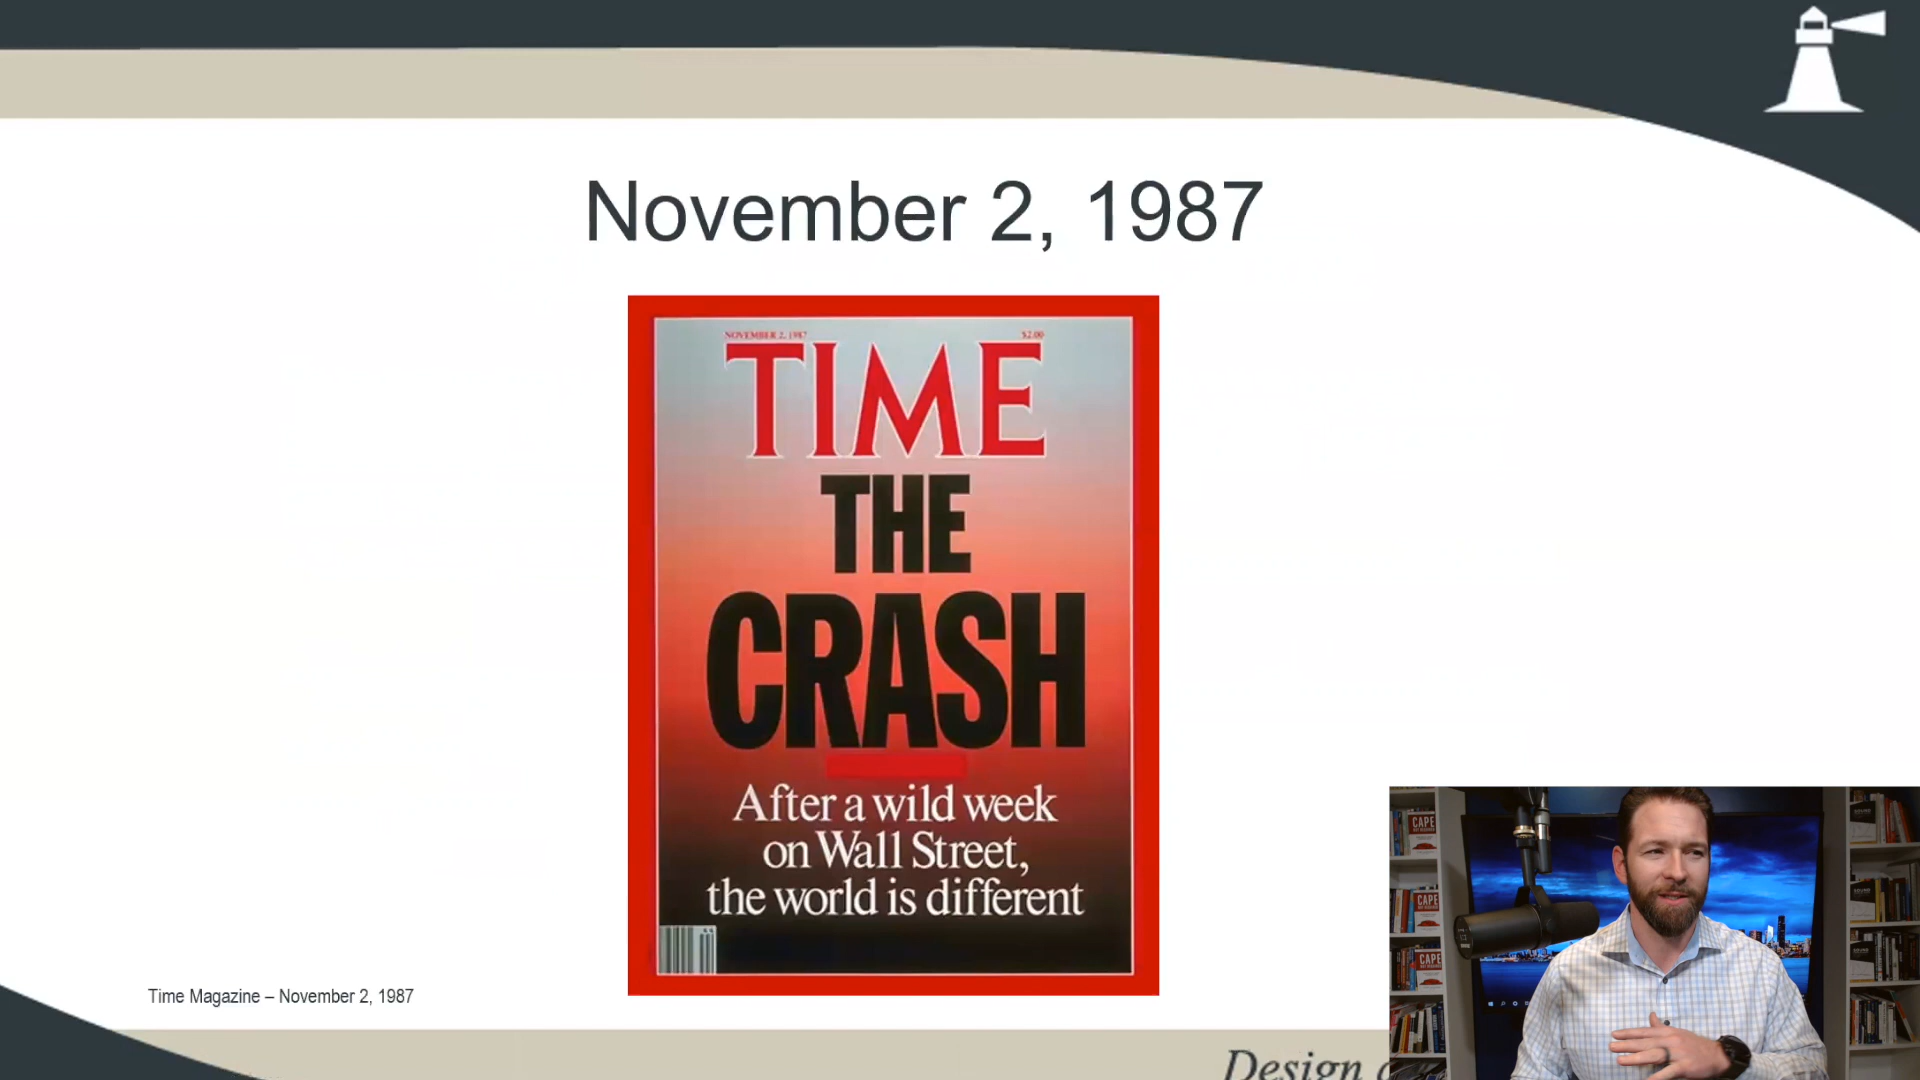 November 2, 1987
NOVEMBER 2, 1987
$2.00
TIME
THE
CRASH
After a wild week
on Wall Street,
the world is different
Time Magazine – November 2, 1987
Design
CAPE
CAPE
CAPE